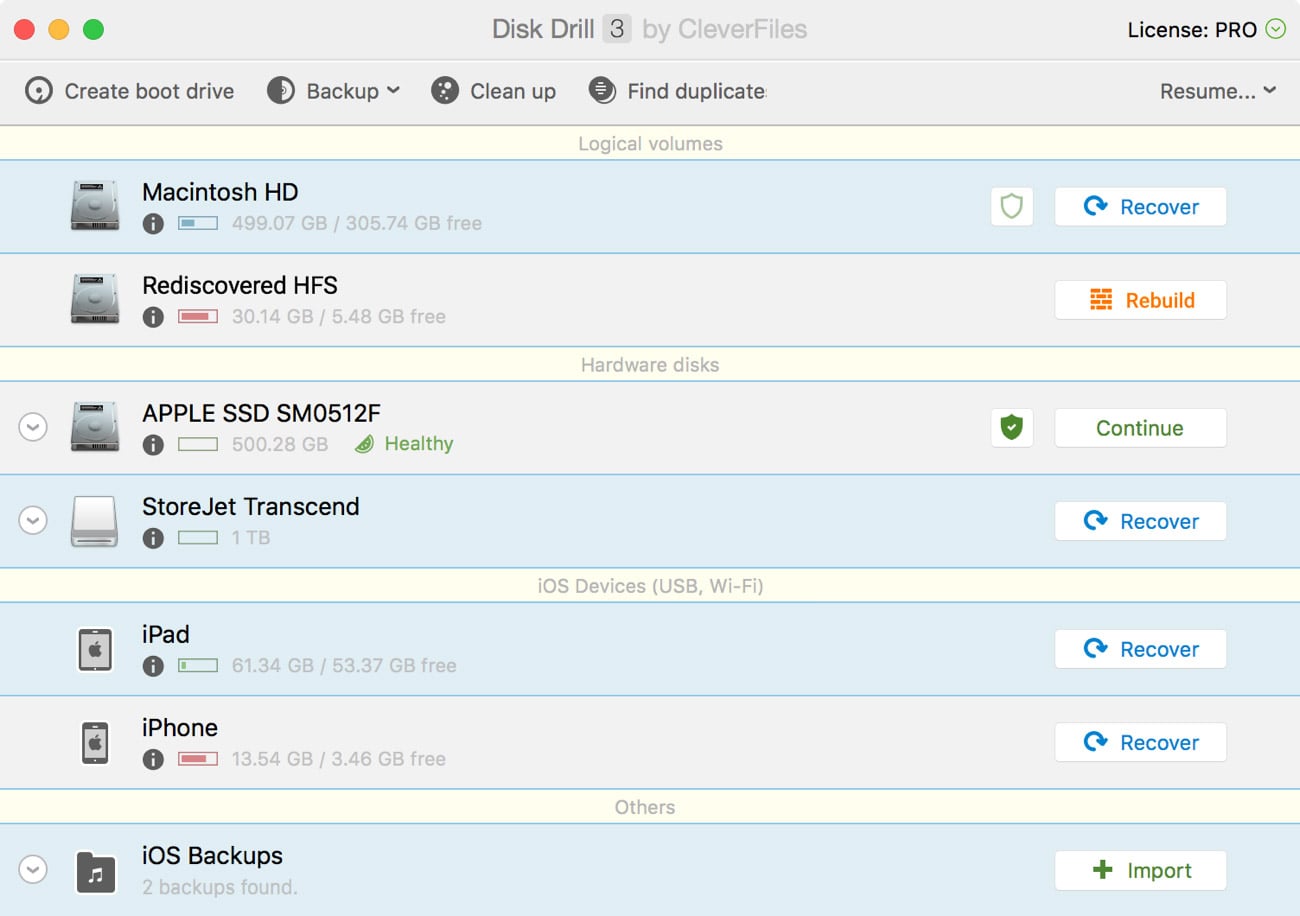 Disk Drill 3 by CleverFiles
License: PRO
Create boot drive Backup Clean up Find duplicate Resume...
Logical volumes
Macintosh HD
499.07 GB / 305.74 GB free
Recover
Rediscovered HFS
30.14 GB / 5.48 GB free
Rebuild
Hardware disks
APPLE SSD SM0512F
500.28 GB Healthy
Continue
StoreJet Transcend
1 TB
Recover
iOS Devices (USB, Wi-Fi)
iPad
61.34 GB / 53.37 GB free
Recover
iPhone
13.54 GB / 3.46 GB free
Recover
Others
iOS Backups
2 backups found.
Import